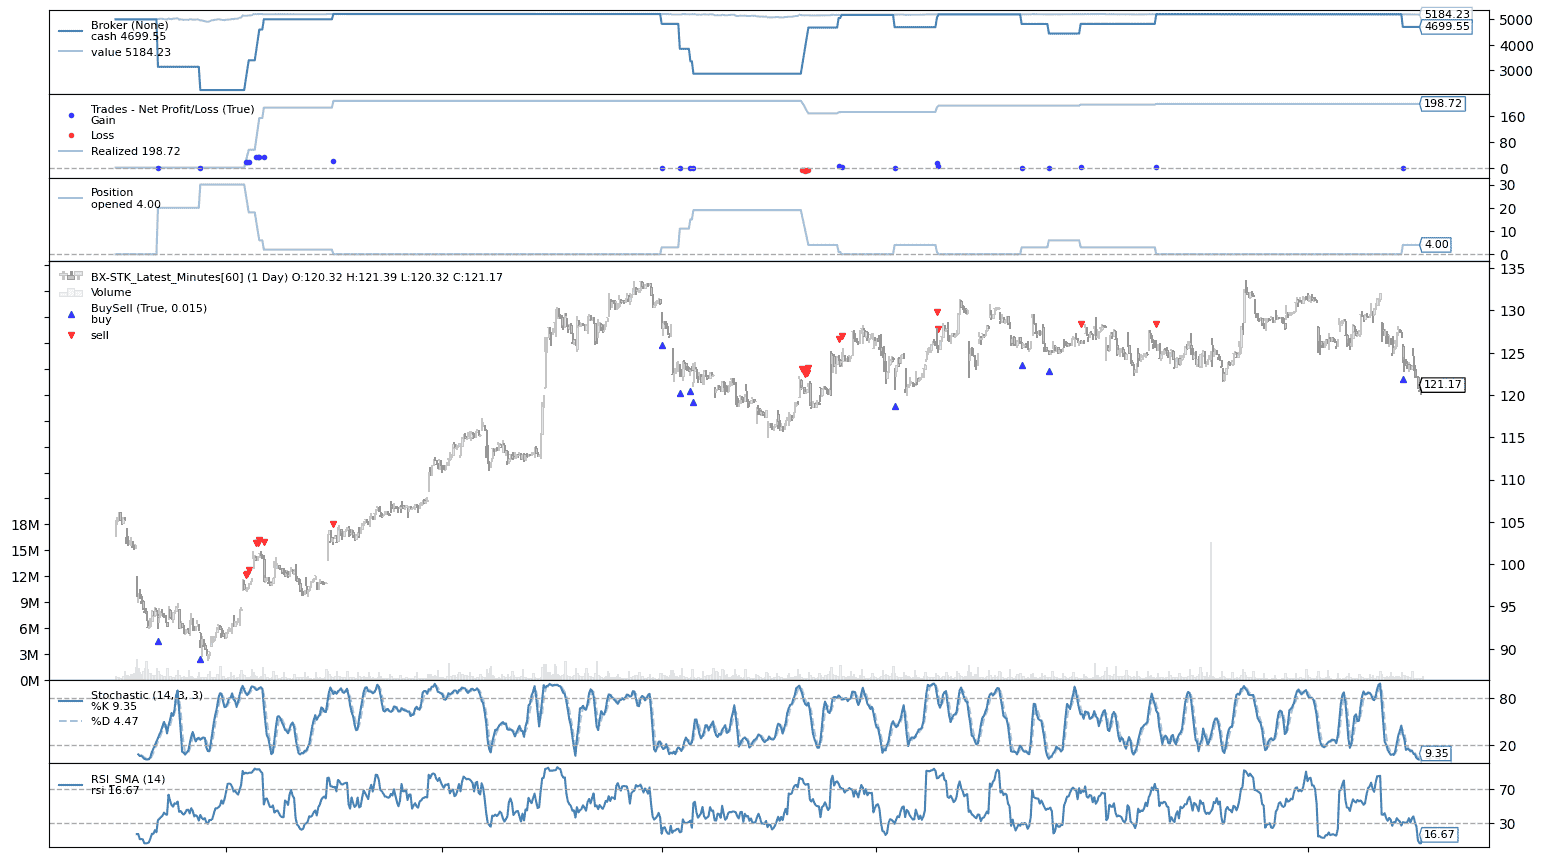 Broker (None)
cash 4699.55
value 5184.23
5184.23
5000
4699.55
4000
3000
Trades - Net Profit/Loss (True)
Gain
Loss
Realized 198.72
198.72
160
80
0
Position
opened 4.00
30
20
10
4.00
0
BX-STK_Latest_Minutes[60] (1 Day) O:120.32 H:121.39 L:120.32 C:121.17
Volume
BuySell (True, 0.015)
buy
sell
135
130
125
121.17
120
115
110
105
100
95
90
18M
15M
12M
9M
6M
3M
0M
Stochastic (14, 3, 3)
%K 9.35
%D 4.47
80
20
9.35
RSI_SMA (14)
rsi 16.67
70
30
16.67